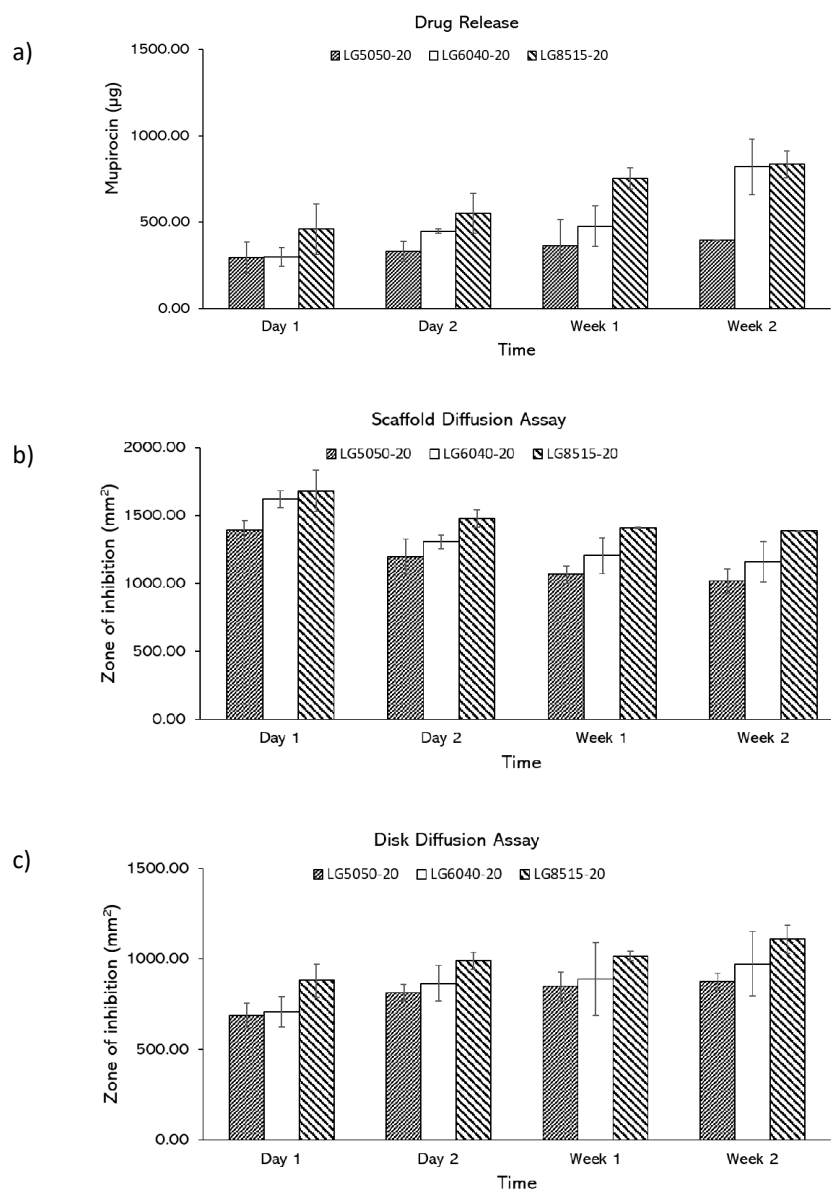 a)
Drug Release
LG5050-20 LG6040-20 LG8515-20
Mupirocin (µg)
1500.00
1000.00
500.00
0.00
Day 1 Day 2 Week 1 Week 2
Time
b)
Scaffold Diffusion Assay
LG5050-20 LG6040-20 LG8515-20
Zone of inibition (mm²)
2000.00
1500.00
1000.00
500.00
0.00
Day 1 Day 2 Week 1 Week 2
Time
c)
Disk Diffusion Assay
LG5050-20 LG6040-20 LG8515-20
Zone of inhibition (mm²)
1500.00
1000.00
500.00
0.00
Day 1 Day 2 Week 1 Week 2
Time